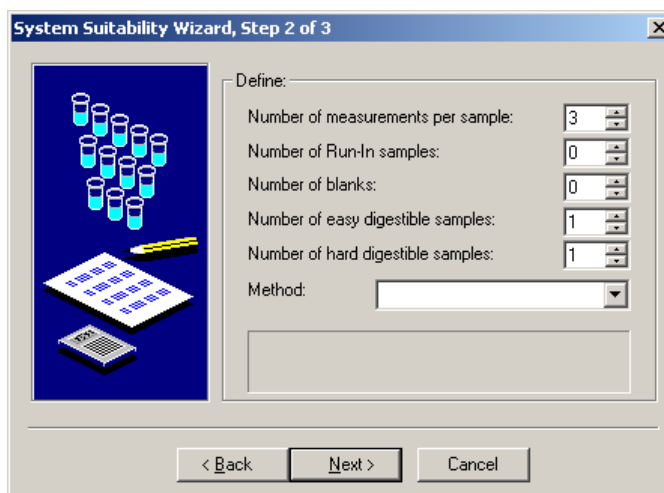 System Suitability Wizard, Step 2 of 3
Define:
Number of measurements per sample: 3
Number of Run-In samples: 0
Number of blanks: 0
Number of easy digestible samples: 1
Number of hard digestible samples: 1
Method:
< Back Next > Cancel